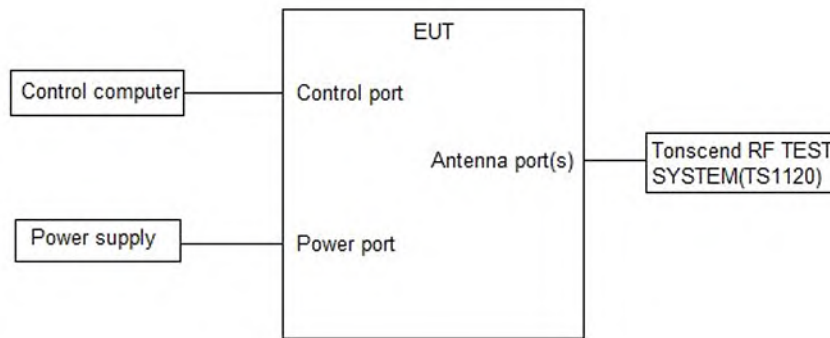 EUT
Control computer
Control port
Antenna port(s)
Tonscend RF TEST
SYSTEM(TS1120)
Power supply
Power port